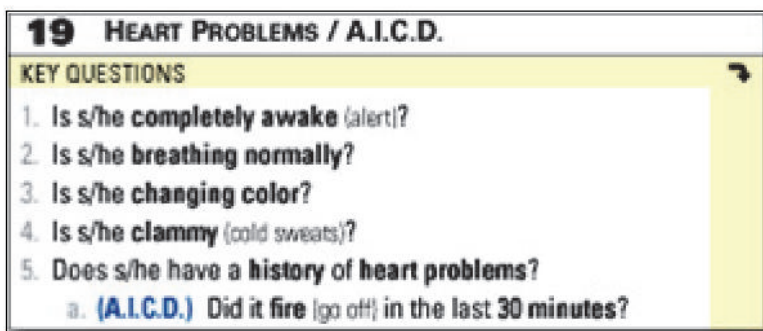 19 HEART PROBLEMS / A.I.C.D.
KEY QUESTIONS
1. Is s/he completely awake (alert)?
2. Is s/he breathing normally?
3. Is s/he changing color?
4. Is s/he clammy (cold sweats)?
5. Does s/he have a history of heart problems?
a. (A.I.C.D.) Did it fire (go off) in the last 30 minutes?